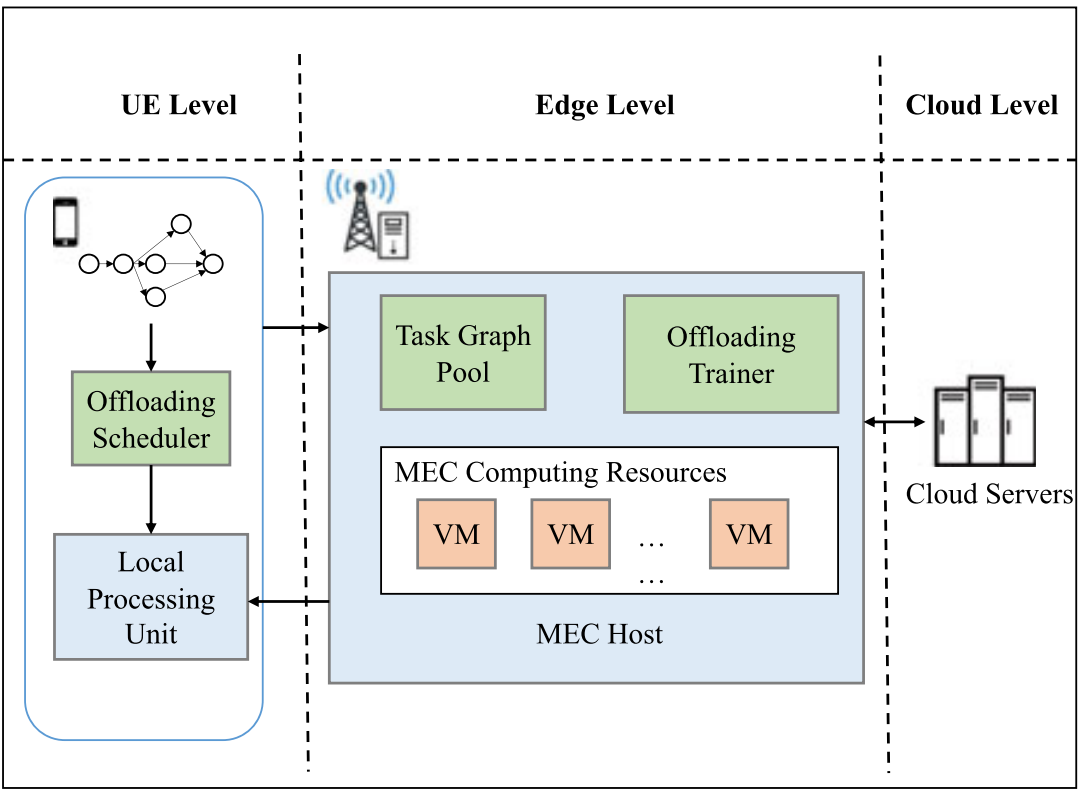 UE Level
Edge Level
Cloud Level
Offloading
Scheduler
Local
Processing
Unit
Task Graph
Pool
Offloading
Trainer
MEC Computing Resources
VM
VM
…
VM
…
MEC Host
Cloud Servers